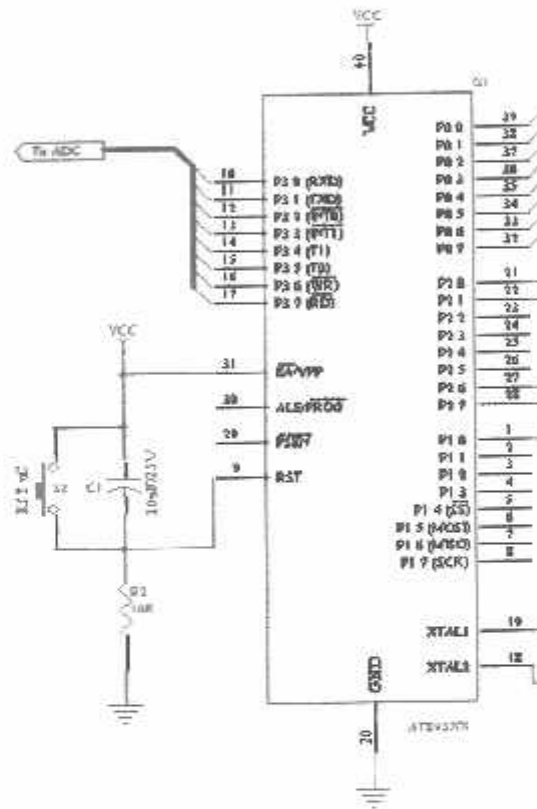 VCC
40
VCC
To ADC
10
11
12
13
14
15
16
17
P3 0 (RXD)
P3 1 (TXD)
P3 2 (INT0)
P3 3 (INT1)
P3 4 (T1)
P3 5 (T0)
P3 6 (WR)
P3 7 (RD)
P0 0
P0 1
P0 2
P0 3
P0 4
P0 5
P0 6
P0 7
39
38
37
36
35
34
33
32
P2 0
P2 1
P2 2
P2 3
P2 4
P2 5
P2 6
P2 7
21
22
23
24
25
26
27
28
VCC
31
EA/VPP
30
ALE/PROG
29
PSEN
9
RST
P1 0
P1 1
P1 2
P1 3
P1 4 (SS)
P1 5 (MOSI)
P1 6 (MISO)
P1 7 (SCK)
1
2
3
4
5
6
7
8
S2
C1
10uF/25V
R2
10K
XTAL1
19
XTAL2
18
GND
20